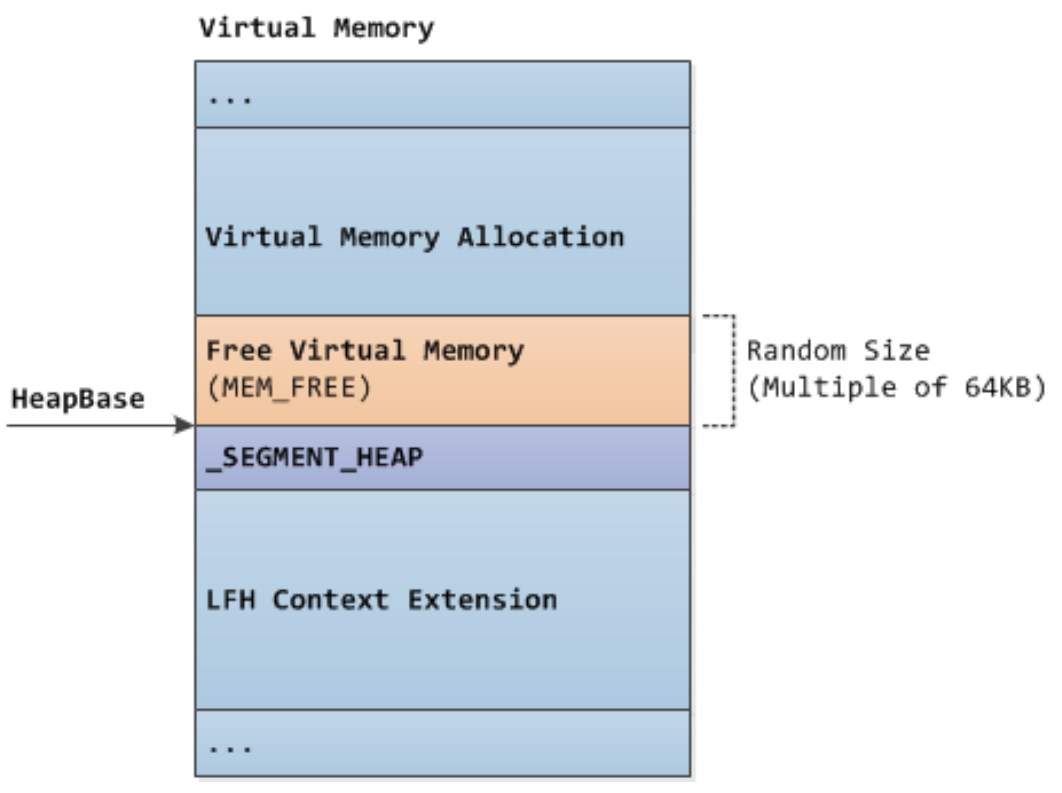 Virtual Memory
...
Virtual Memory Allocation
Free Virtual Memory
(MEM_FREE)
Random Size
(Multiple of 64KB)
HeapBase
_SEGMENT_HEAP
LFH Context Extension
...